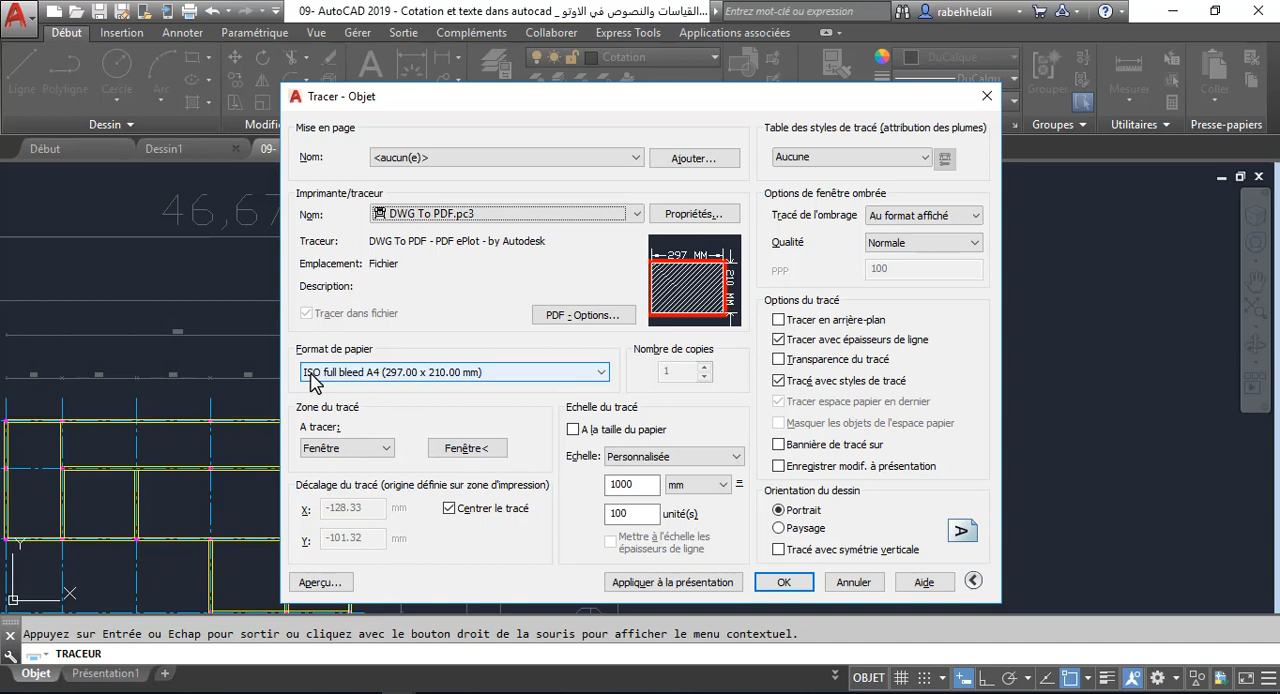 09- AutoCAD 2019 - Cotation et texte dans autocad _ القياسات والنصوص في الاوتو...
Entrez mot-clé ou expression
rabehhelali
Début Insertion Annoter Paramétrique Vue Gérer Sortie Compléments Collaborer Express Tools Applications associées
Cotation
DuCalque
DuCalqu
Ligne Polyligne Cercle Arc
Groupe Mesurer Coller
Dessin Modifi Groupes Utilitaires Presse-papiers
Début Dessin1 09-
46,67
Tracer - Objet
Mise en page
Nom: <aucun(e)> Ajouter...
Table des styles de tracé (attribution des plumes)
Aucune
Imprimante/traceur
Nom: DWG To PDF.pc3 Propriétés...
Traceur: DWG To PDF - PDF ePlot - by Autodesk
Emplacement: Fichier
Description:
Tracer dans fichier
PDF - Options...
297 MM
210 MM
Options de fenêtre ombrée
Tracé de l'ombrage Au format affiché
Qualité Normale
PPP 100
Format de papier
ISO full bleed A4 (297.00 x 210.00 mm)
Nombre de copies
1
Options du tracé
Tracer en arrière-plan
Tracer avec épaisseurs de ligne
Transparence du tracé
Tracé avec styles de tracé
Tracer espace papier en dernier
Masquer les objets de l'espace papier
Bannière de tracé sur
Enregistrer modif. à présentation
Zone du tracé
A tracer:
Fenêtre Fenêtre<
Echelle du tracé
A la taille du papier
Echelle: Personnalisée
1000 mm =
100 unité(s)
Mettre à l'échelle les
épaisseurs de ligne
Décalage du tracé (origine définie sur zone d'impression)
X: -128.33 mm
Centrer le tracé
Y: -101.32 mm
Orientation du dessin
Portrait
Paysage
Tracé avec symétrie verticale
A
Aperçu... Appliquer à la présentation OK Annuler Aide
Y
X
Appuyez sur Entrée ou Echap pour sortir ou cliquez avec le bouton droit de la souris pour afficher le menu contextuel.
TRACEUR
Objet Présentation1 +
OBJET